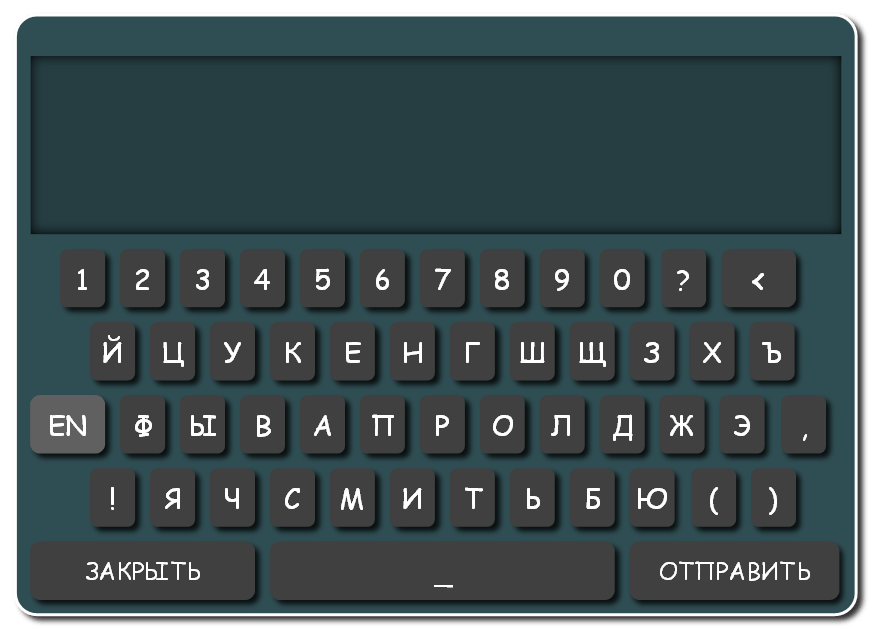 1 2 3 4 5 6 7 8 9 0 ? <
Й Ц У К Е Н Г Ш Щ З Х Ъ
EN Ф Ы В А П Р О Л Д Ж Э ,
! Я Ч С М И Т Ь Б Ю ( )
ЗАКРЫТЬ _ ОТПРАВИТЬ